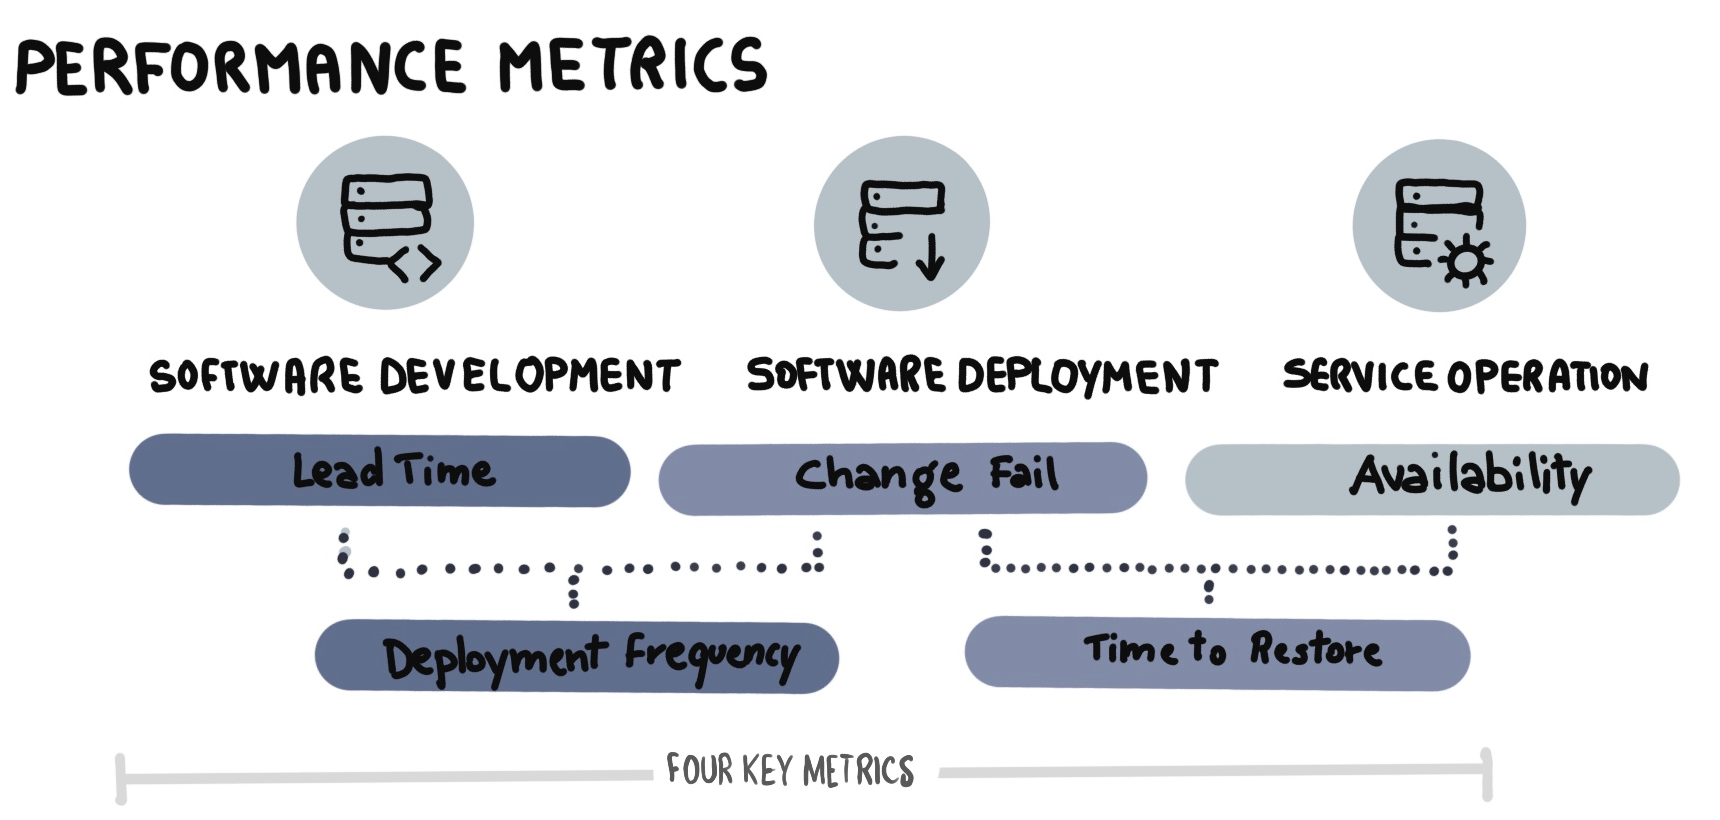 PERFORMANCE METRICS
SOFTWARE DEVELOPMENT
SOFTWARE DEPLOYMENT
SERVICE OPERATION
Lead Time
Change Fail
Availability
Deployment Frequency
Time to Restore
FOUR KEY METRICS